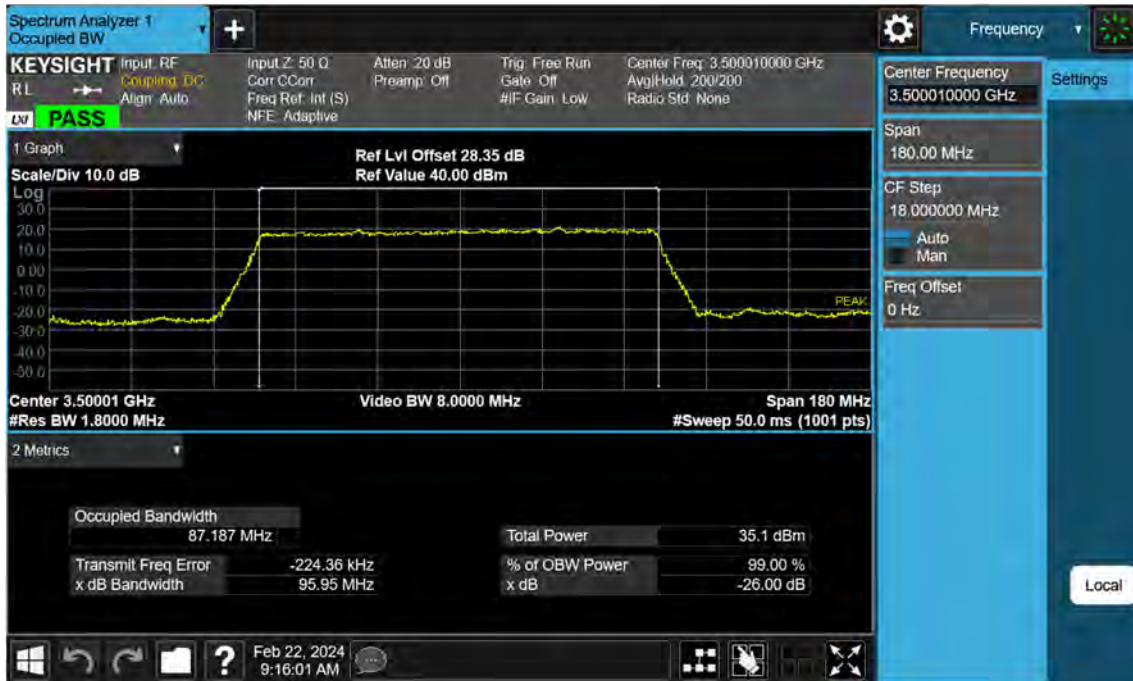 Spectrum Analyzer 1
Occupied BW
+
Frequency
KEYSIGHT
RL
LXI
PASS
Input: RF
Coupling: DC
Align: Auto
Input Z: 50 Ω
Corr CCorr
Freq Ref: Int (S)
NFE: Adaptive
Atten: 20 dB
Preamp: Off
Trig: Free Run
Gate: Off
#IF Gain: Low
Center Freq: 3.500010000 GHz
Avg|Hold: 200/200
Radio Std: None
Center Frequency
3.500010000 GHz
Settings
Span
180.00 MHz
CF Step
18.000000 MHz
Auto
Man
Freq Offset
0 Hz
1 Graph
Scale/Div 10.0 dB
Ref Lvl Offset 28.35 dB
Ref Value 40.00 dBm
Log
30.0
20.0
10.0
0.00
-10.0
-20.0
-30.0
-40.0
-50.0
PEAK
Center 3.50001 GHz
#Res BW 1.8000 MHz
Video BW 8.0000 MHz
Span 180 MHz
#Sweep 50.0 ms (1001 pts)
2 Metrics
Occupied Bandwidth
87.187 MHz
Total Power 35.1 dBm
Transmit Freq Error -224.36 kHz
% of OBW Power 99.00 %
x dB Bandwidth 95.95 MHz
x dB -26.00 dB
Local
?
Feb 22, 2024
9:16:01 AM